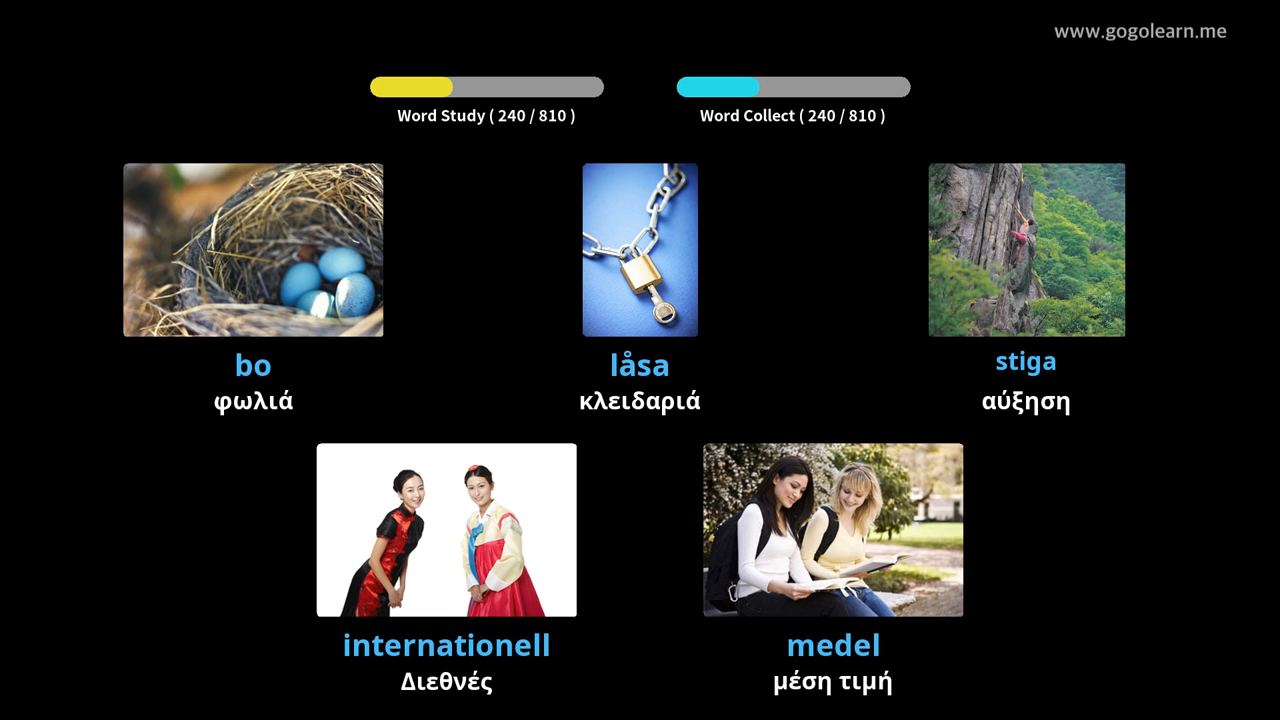 www.gogolearn.me
Word Study ( 240 / 810 )
Word Collect ( 240 / 810 )
bo
φωλιά
låsa
κλειδαριά
stiga
αύξηση
internationell
Διεθνές
medel
μέση τιμή